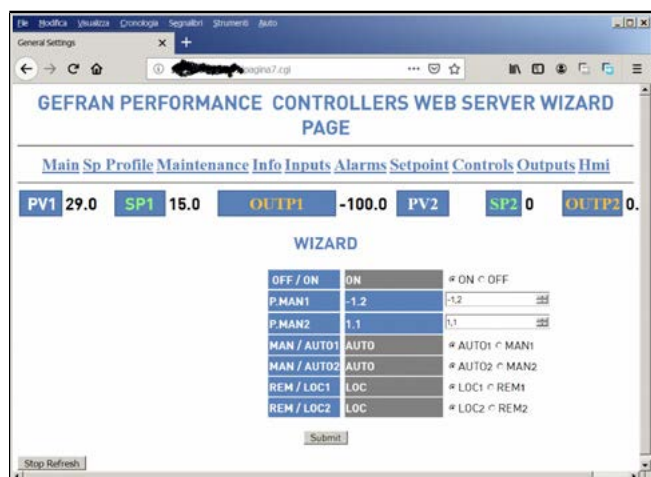 File Modifica Visualizza Cronologia Segnalibri Strumenti Aiuto
General Settings × +
pagina7.cgi
GEFRAN PERFORMANCE CONTROLLERS WEB SERVER WIZARD
PAGE
Main Sp Profile Maintenance Info Inputs Alarms Setpoint Controls Outputs Hmi
PV1 29.0 SP1 15.0 OUTP1 -100.0 PV2 SP2 0 OUTP2 0.
WIZARD
OFF / ON ON ON OFF
P.MAN1 -1.2 -1,2
P.MAN2 1.1 1,1
MAN / AUTO1 AUTO AUTO1 MAN1
MAN / AUTO2 AUTO AUTO2 MAN2
REM / LOC1 LOC LOC1 REM1
REM / LOC2 LOC LOC2 REM2
Submit
Stop Refresh